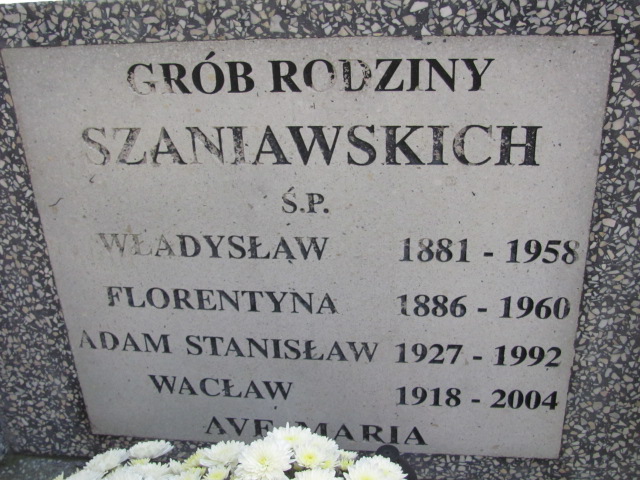 GRÓB RODZINY
SZANIAWSKICH
Ś.P.
WŁADYSŁAW 1881 - 1958
FLORENTYNA 1886 - 1960
ADAM STANISŁAW 1927 - 1992
WACŁAW 1918 - 2004
AVE MARIA